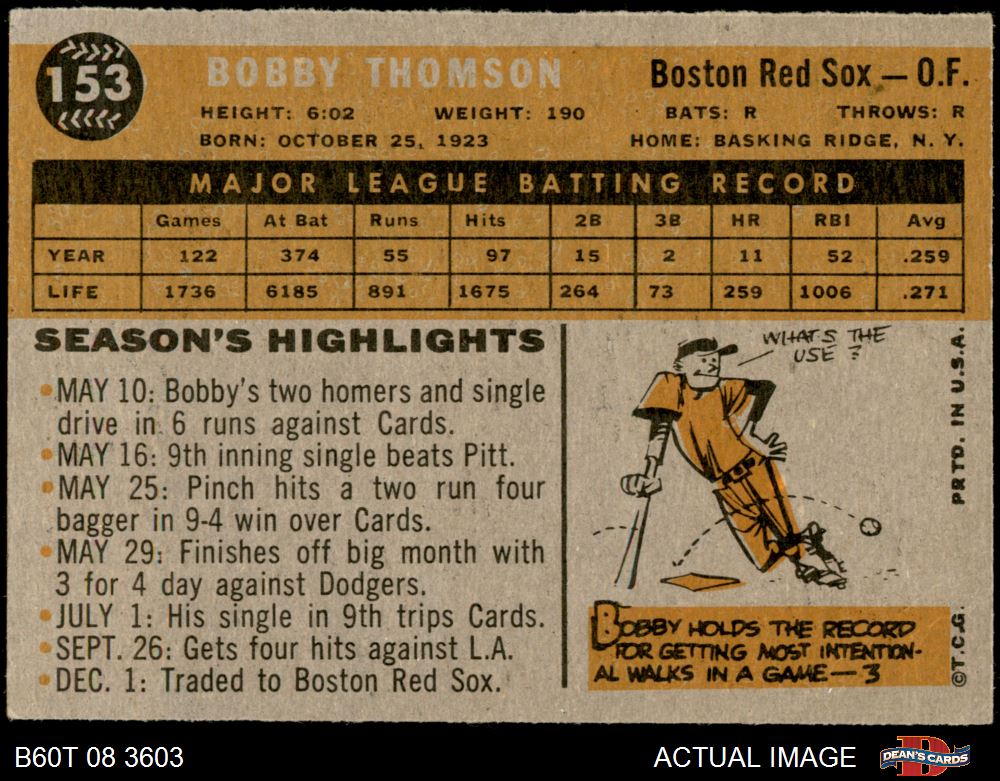 153
BOBBY THOMSON
Boston Red Sox — O.F.
HEIGHT: 6:02 WEIGHT: 190 BATS: R THROWS: R
BORN: OCTOBER 25, 1923 HOME: BASKING RIDGE, N. Y.
MAJOR LEAGUE BATTING RECORD
Games At Bat Runs Hits 2B 3B HR RBI Avg
YEAR 122 374 55 97 15 2 11 52 .259
LIFE 1736 6185 891 1675 264 73 259 1006 .271
SEASON'S HIGHLIGHTS
• MAY 10: Bobby's two homers and single
drive in 6 runs against Cards.
• MAY 16: 9th inning single beats Pitt.
• MAY 25: Pinch hits a two run four
bagger in 9-4 win over Cards.
• MAY 29: Finishes off big month with
3 for 4 day against Dodgers.
• JULY 1: His single in 9th trips Cards.
• SEPT. 26: Gets four hits against L.A.
• DEC. 1: Traded to Boston Red Sox.
WHAT'S THE
USE ?
BOBBY HOLDS THE RECORD
FOR GETTING MOST INTENTION-
AL WALKS IN A GAME — 3
PRTD. IN U.S.A.
©T.C.G.
B60T 08 3603
ACTUAL IMAGE
DEAN'S CARDS